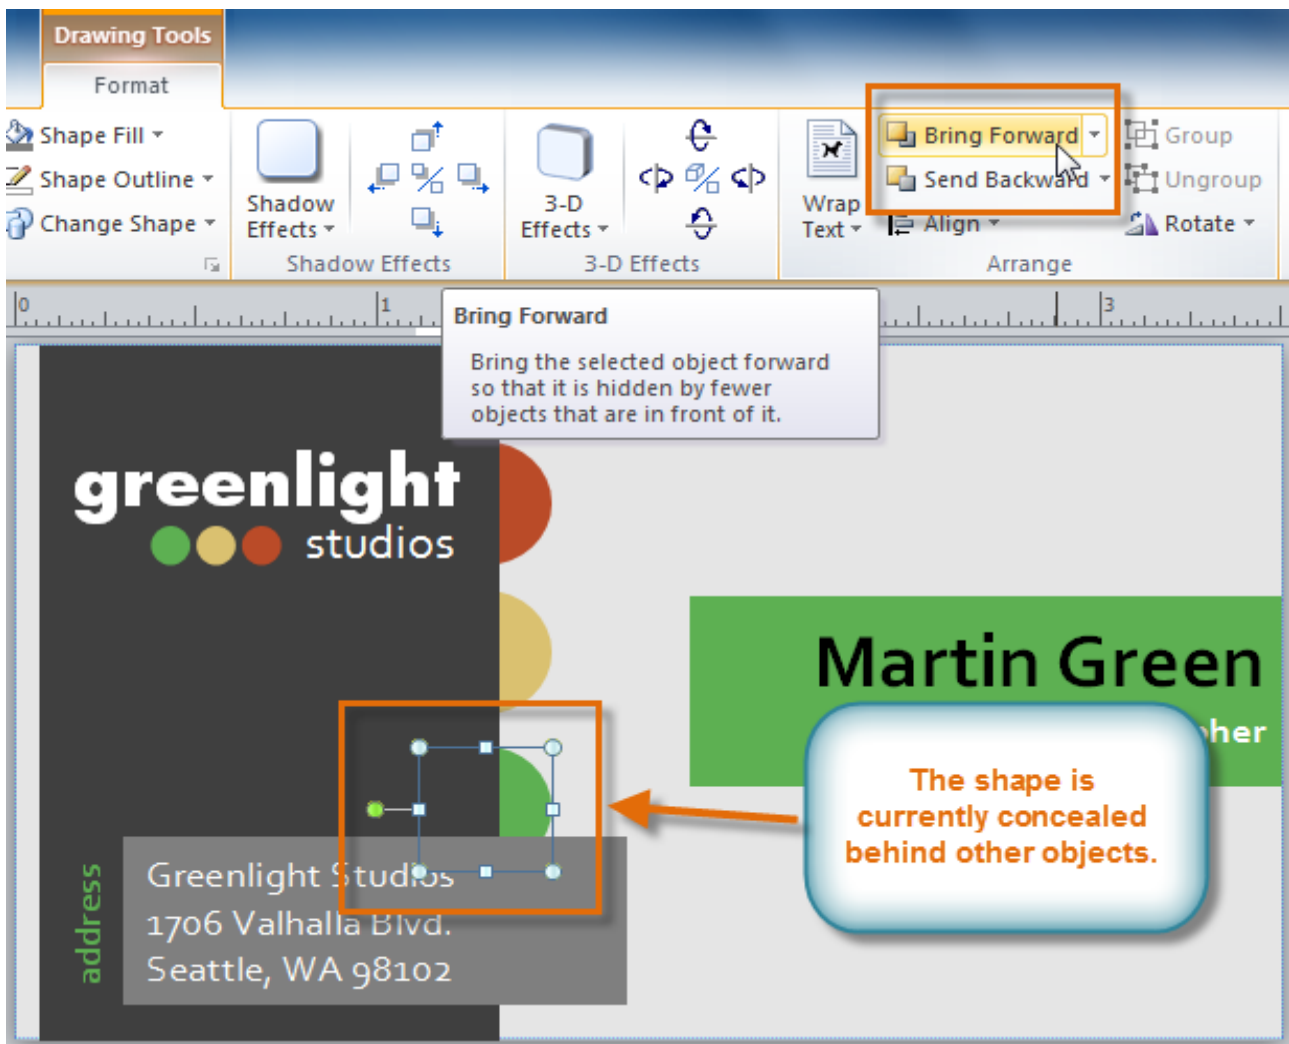 Drawing Tools
Format
Shape Fill
Shape Outline
Change Shape
Shadow
Effects
Shadow Effects
3-D
Effects
3-D Effects
Wrap
Text
Bring Forward
Send Backward
Align
Group
Ungroup
Rotate
Arrange
0
1
3
Bring Forward
Bring the selected object forward
so that it is hidden by fewer
objects that are in front of it.
greenlight
studios
Martin Green
The shape is
currently concealed
behind other objects.
address
Greenlight Studios
1706 Valhalla Blvd.
Seattle, WA 98102